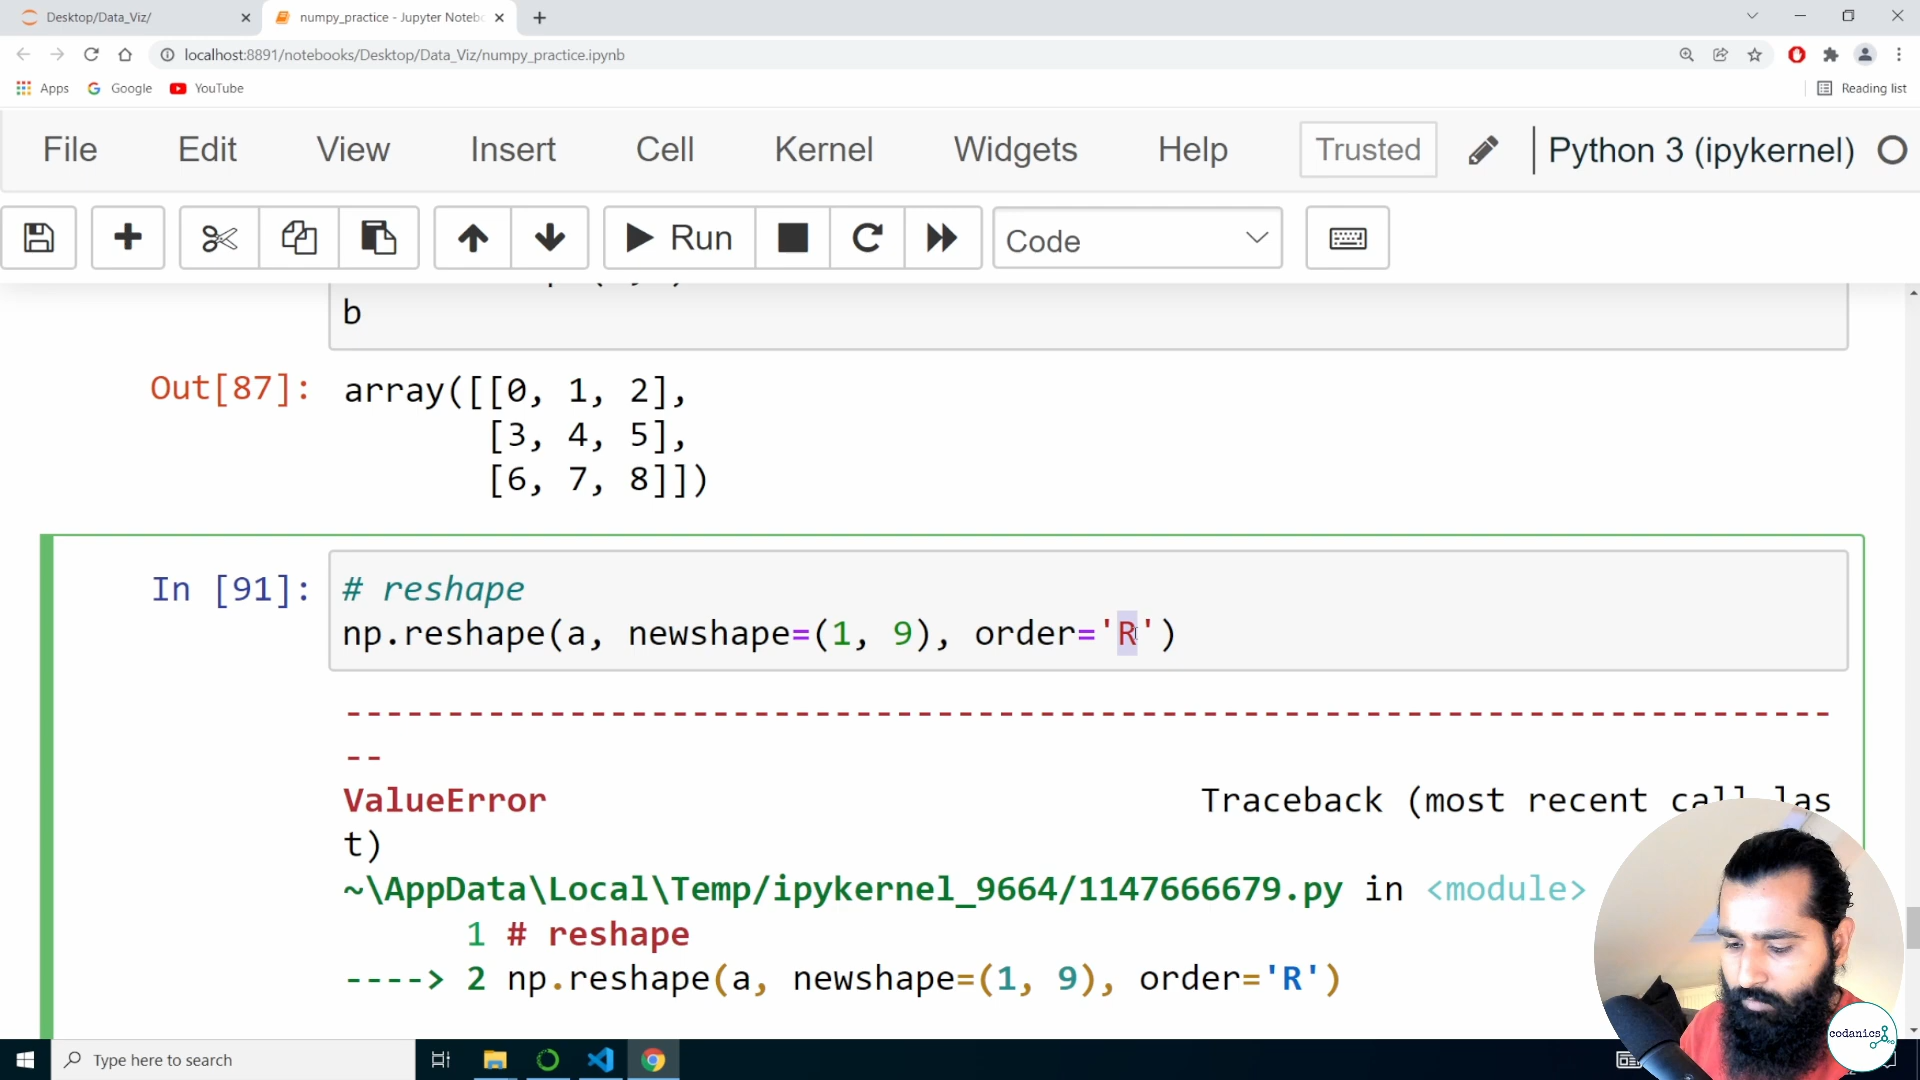 Desktop/Data_Viz/
numpy_practice - Jupyter Notebo
localhost:8891/notebooks/Desktop/Data_Viz/numpy_practice.ipynb
Apps Google YouTube Reading list
File Edit View Insert Cell Kernel Widgets Help Trusted Python 3 (ipykernel)
Run Code
b
Out[87]: array([[0, 1, 2],
[3, 4, 5],
[6, 7, 8]])
In [91]: # reshape
np.reshape(a, newshape=(1, 9), order='R')
---------------------------------------------------------------------------
--
ValueError Traceback (most recent call las
t)
~\AppData\Local\Temp/ipykernel_9664/1147666679.py in <module>
1 # reshape
----> 2 np.reshape(a, newshape=(1, 9), order='R')
Type here to search
codanics